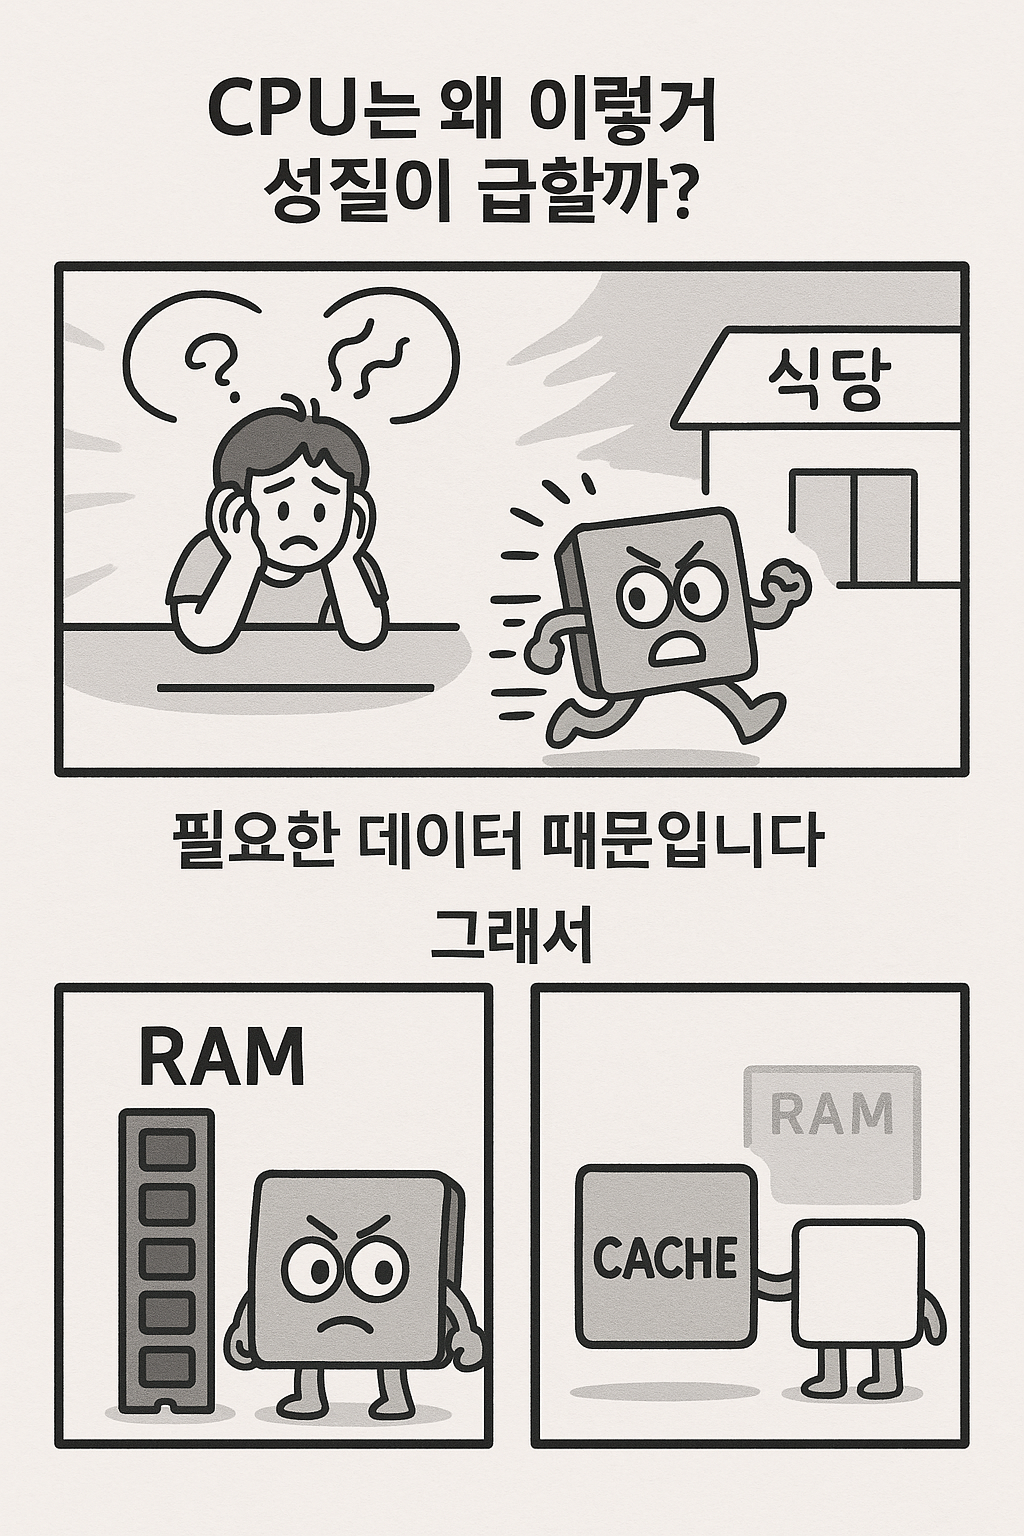 CPU는 왜 이렇거
성질이 급할까?
식당
필요한 데이터 때문입니다
그래서
RAM
RAM
CACHE